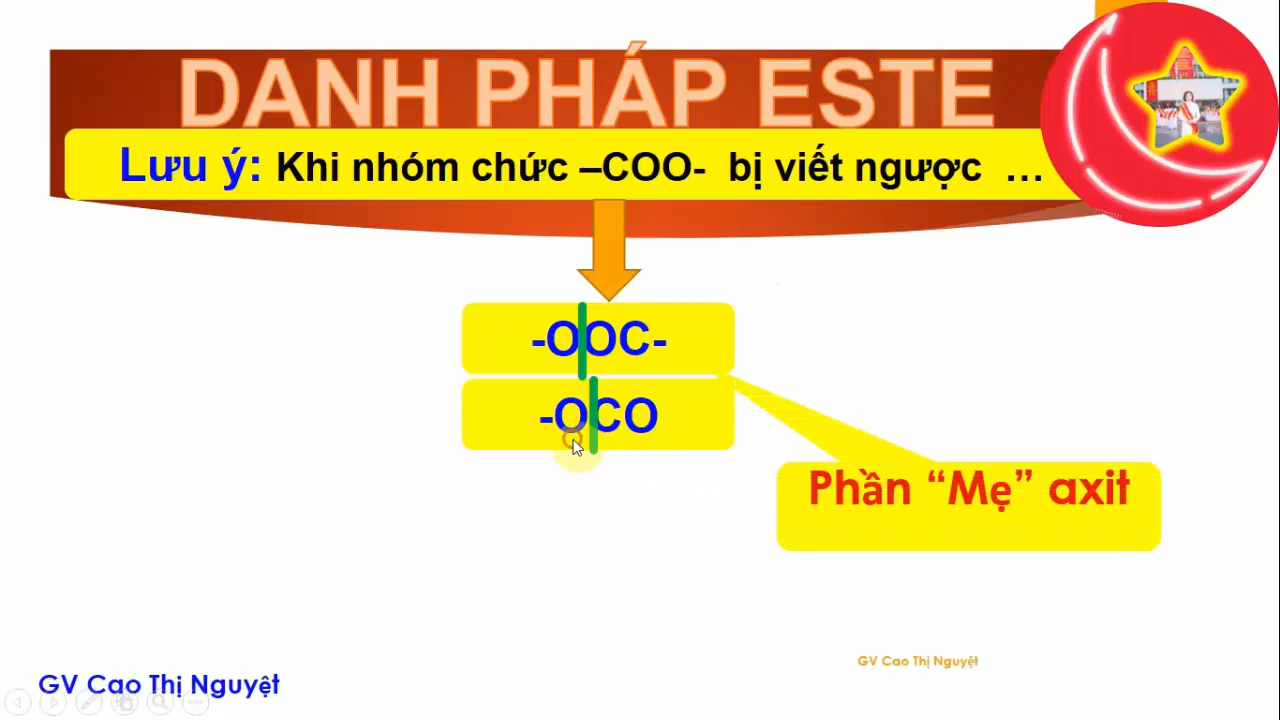 DANH PHÁP ESTE
Lưu ý: Khi nhóm chức –COO- bị viết ngược …
-OOC-
-OCO
Phần “Mẹ” axit
GV Cao Thị Nguyệt
GV Cao Thị Nguyệt